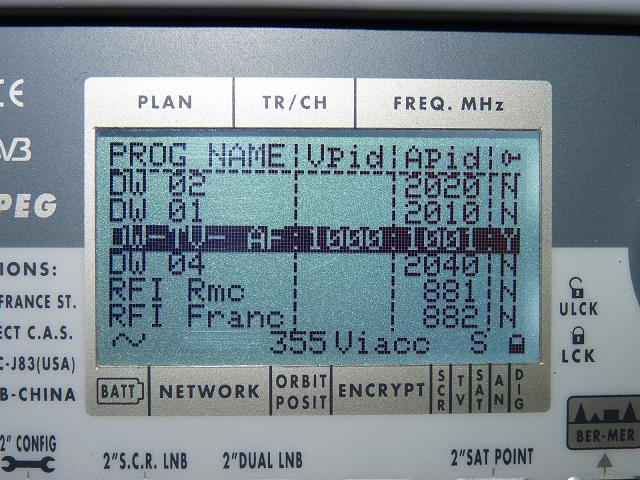 PLAN TR/CH FREQ. MHz
CE
PROG NAME VPid APid
DW 02 2020 N
DW 01 2010 N
DW-TV- AF 1000 1001 Y
DW 04 2040 N
RFI Rmc 881 N
RFI Franc 882 N
~ 355 Viacc S
PEG
IONS:
FRANCE ST.
ECT C.A.S.
C-J83(USA)
B-CHINA
ULCK
LCK
BATT NETWORK ORBIT POSIT ENCRYPT SCR TV SAT AN DIG
BER-MER
2" CONFIG
2"S.C.R. LNB 2"DUAL LNB 2"SAT POINT